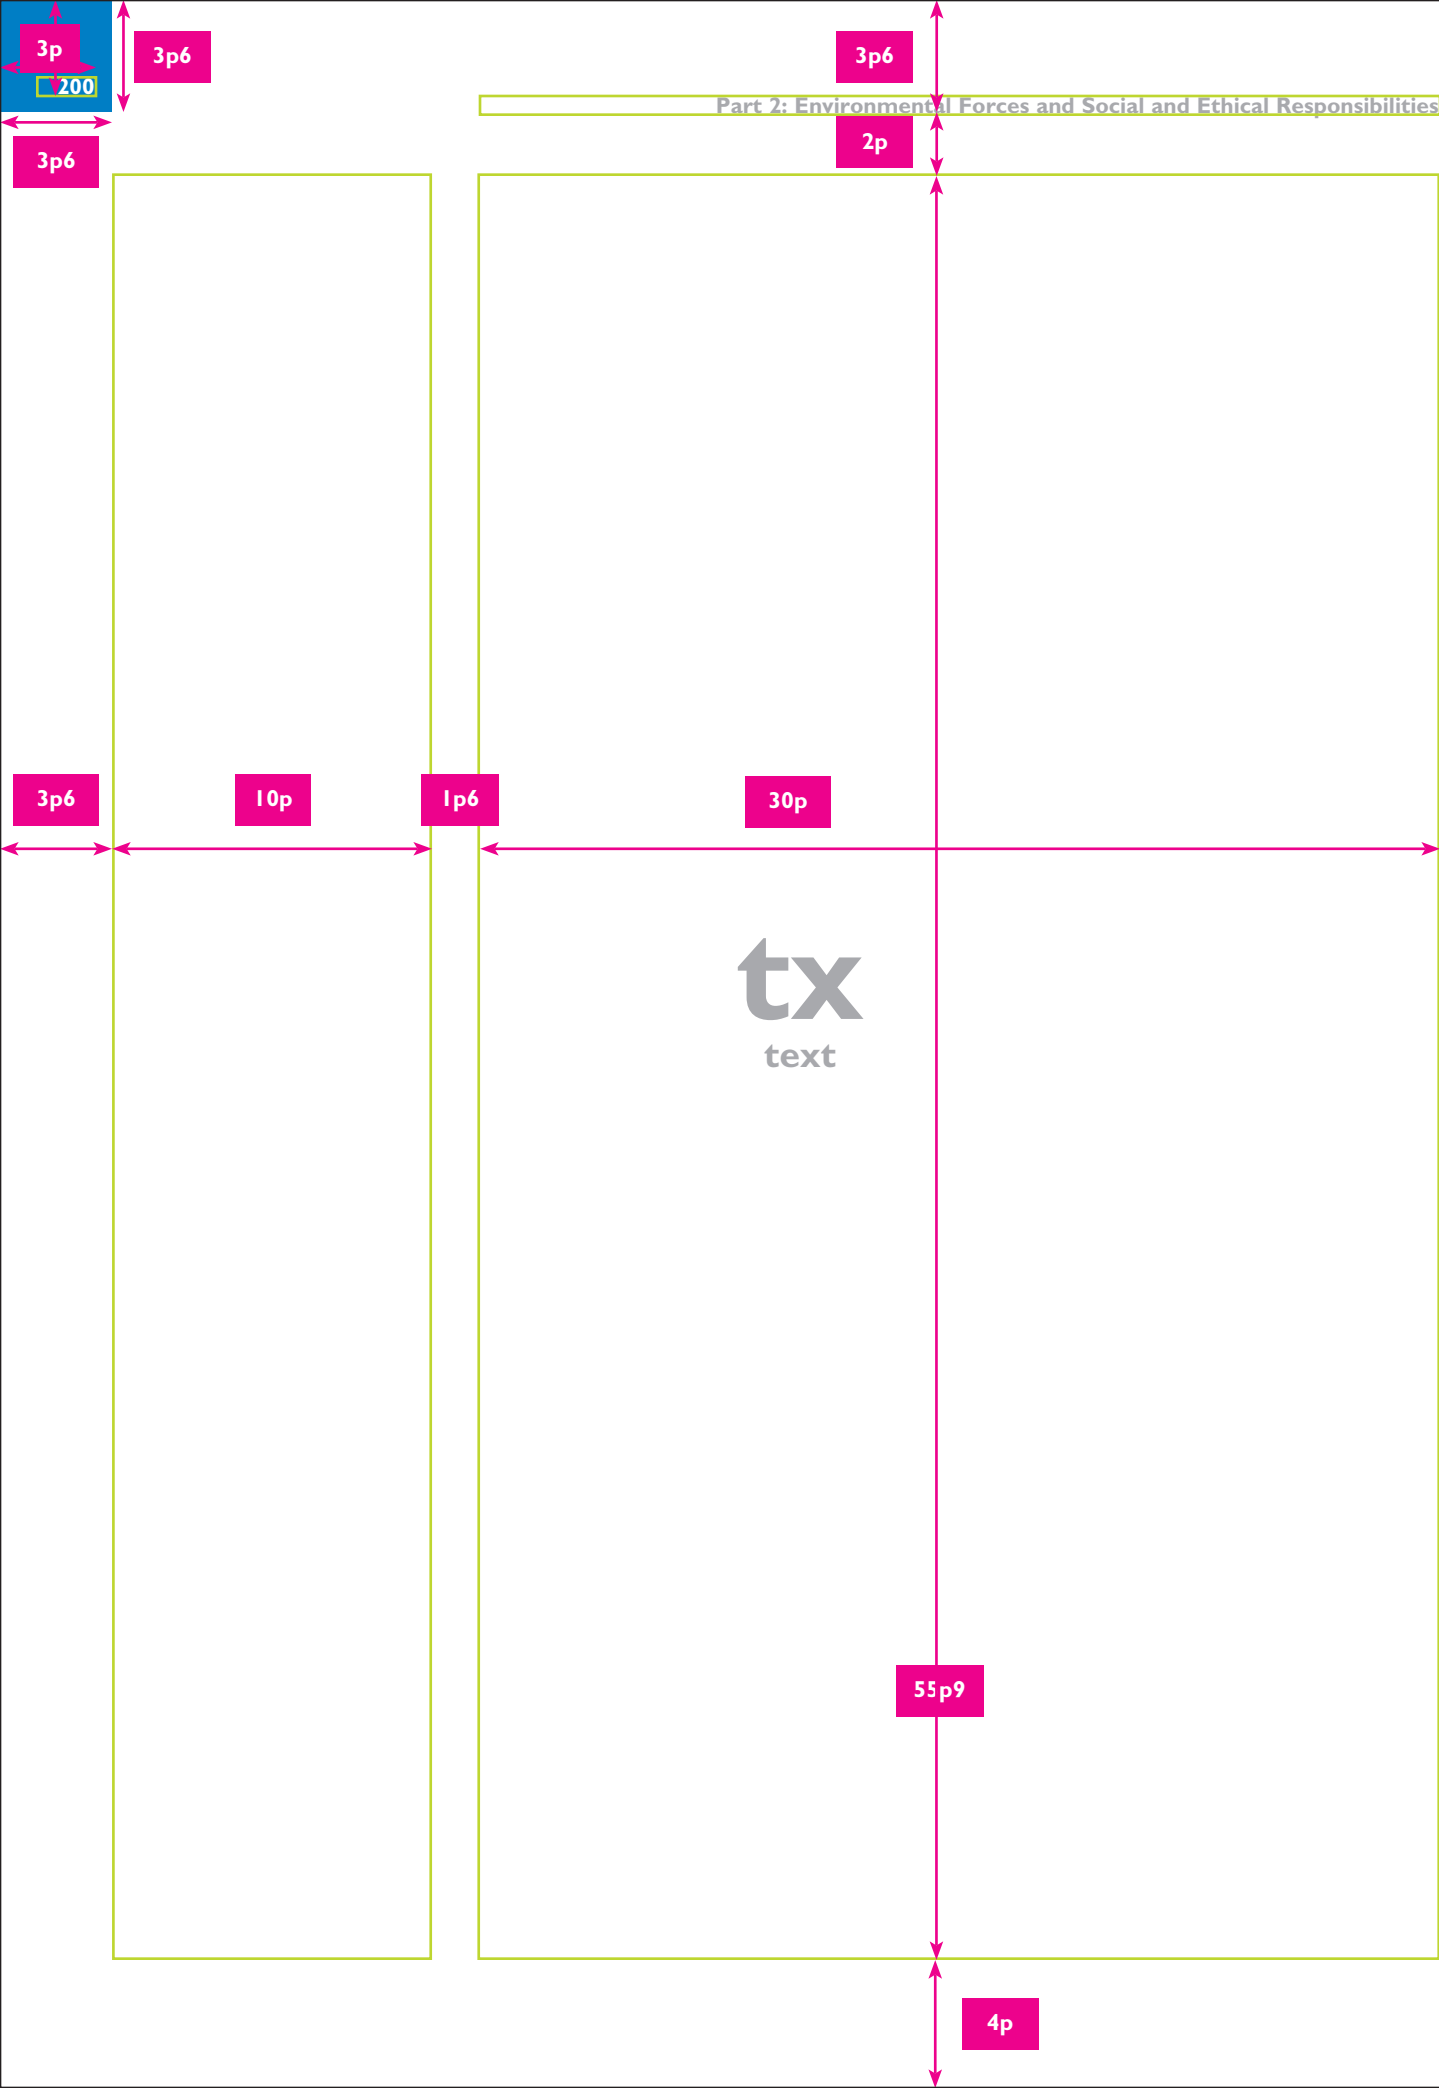 3p
3p6
3p6
200
Part 2: Environmental Forces and Social and Ethical Responsibilities
2p
3p6
3p6
10p
1p6
30p
tx
text
55p9
4p